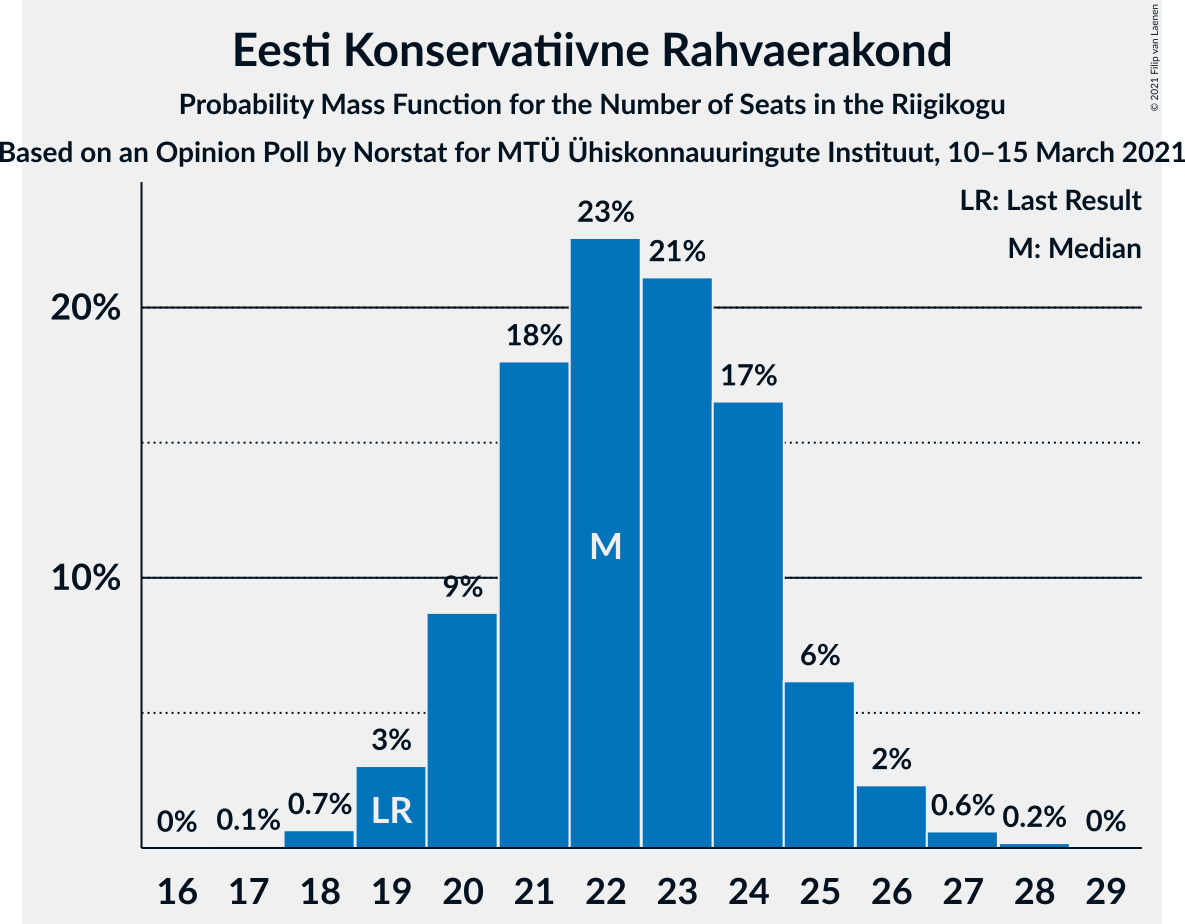 Eesti Konservatiivne Rahvaerakond
Probability Mass Function for the Number of Seats in the Riigikogu
Based on an Opinion Poll by Norstat for MTÜ Ühiskonnauuringute Instituut, 10–15 March 2021
© 2021 Filip van Laenen
LR: Last Result
M: Median
20%
10%
0%
0.1%
0.7%
3%
9%
18%
23%
21%
17%
6%
2%
0.6%
0.2%
0%
LR
M
16 17 18 19 20 21 22 23 24 25 26 27 28 29